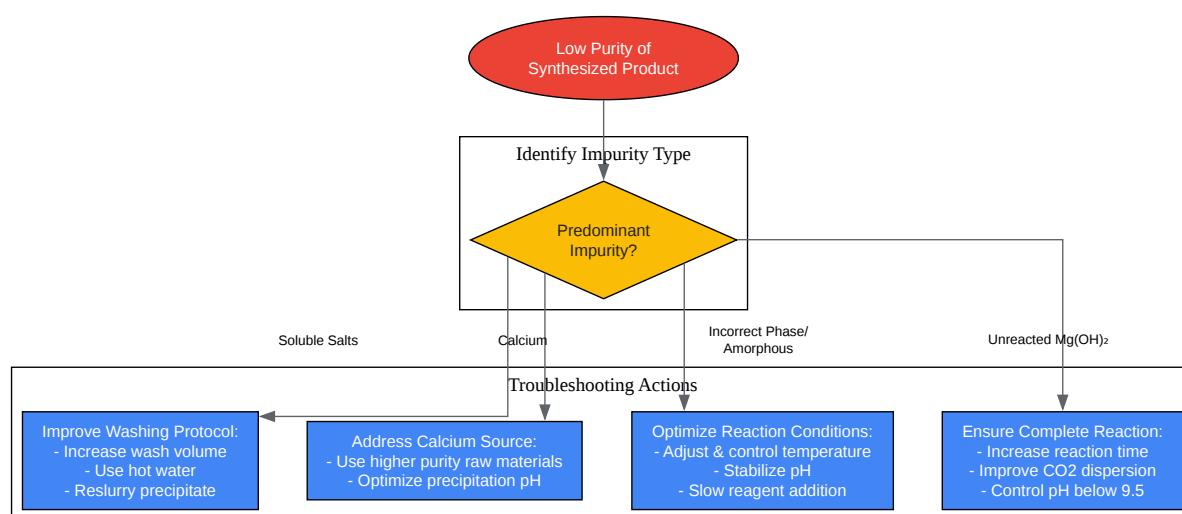 Low Purity of
Synthesized Product
Identify Impurity Type
Predominant
Impurity?
Soluble Salts
Calcium
Incorrect Phase/
Amorphous
Unreacted Mg(OH)₂
Troubleshooting Actions
Improve Washing Protocol:
- Increase wash volume
- Use hot water
- Reslurry precipitate
Address Calcium Source:
- Use higher purity raw materials
- Optimize precipitation pH
Optimize Reaction Conditions:
- Adjust & control temperature
- Stabilize pH
- Slow reagent addition
Ensure Complete Reaction:
- Increase reaction time
- Improve CO2 dispersion
- Control pH below 9.5